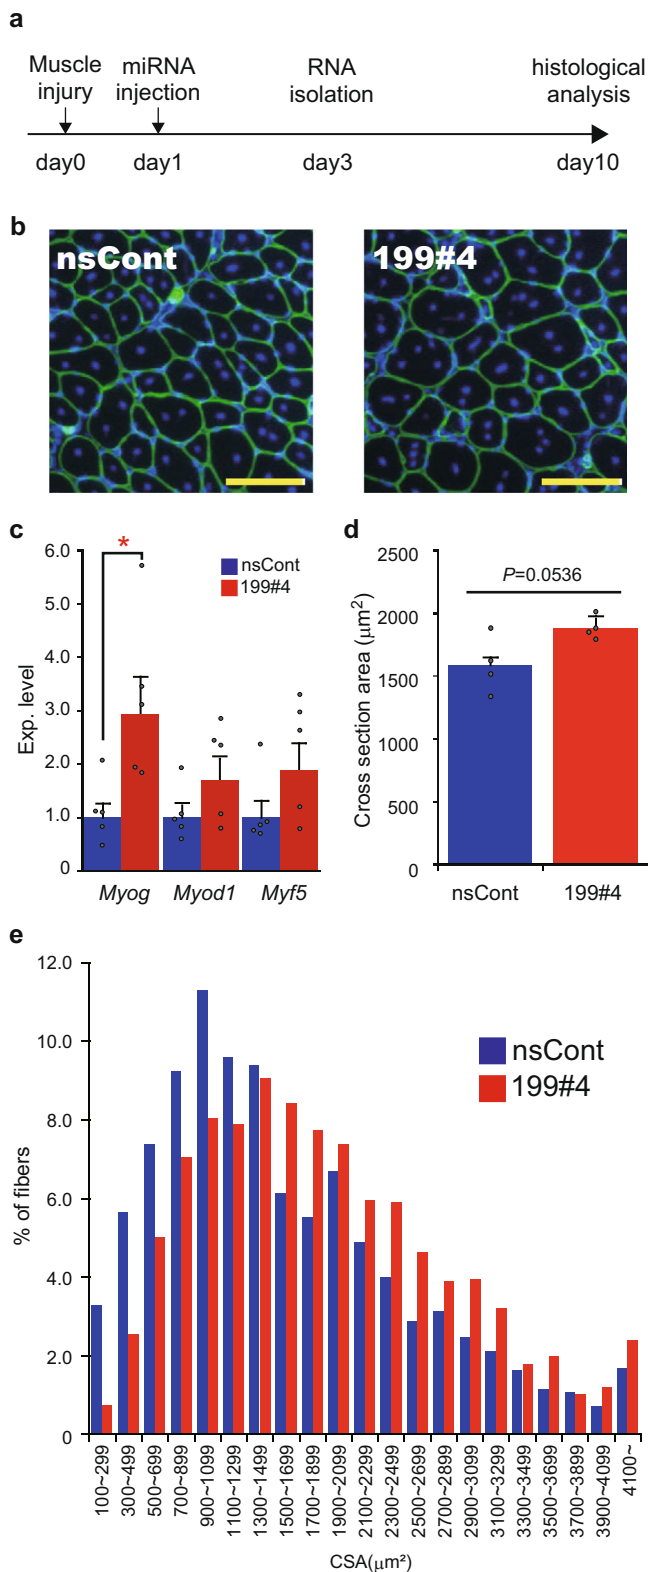 a
Muscle injury
miRNA injection
RNA isolation
histological analysis
day0
day1
day3
day10
b
nsCont
199#4
c
Exp. level
6.0
5.0
4.0
3.0
2.0
1.0
0
*
nsCont
199#4
Myog
Myod1
Myf5
d
Cross section area (μm²)
2500
2000
1500
1000
500
0
P=0.0536
nsCont
199#4
e
% of fibers
12.0
10.0
8.0
6.0
4.0
2.0
0
nsCont
199#4
100~299
300~499
500~699
700~899
900~1099
1100~1299
1300~1499
1500~1699
1700~1899
1900~2099
2100~2299
2300~2499
2500~2699
2700~2899
2900~3099
3100~3299
3300~3499
3500~3699
3700~3899
3900~4099
4100~
CSA(μm²)